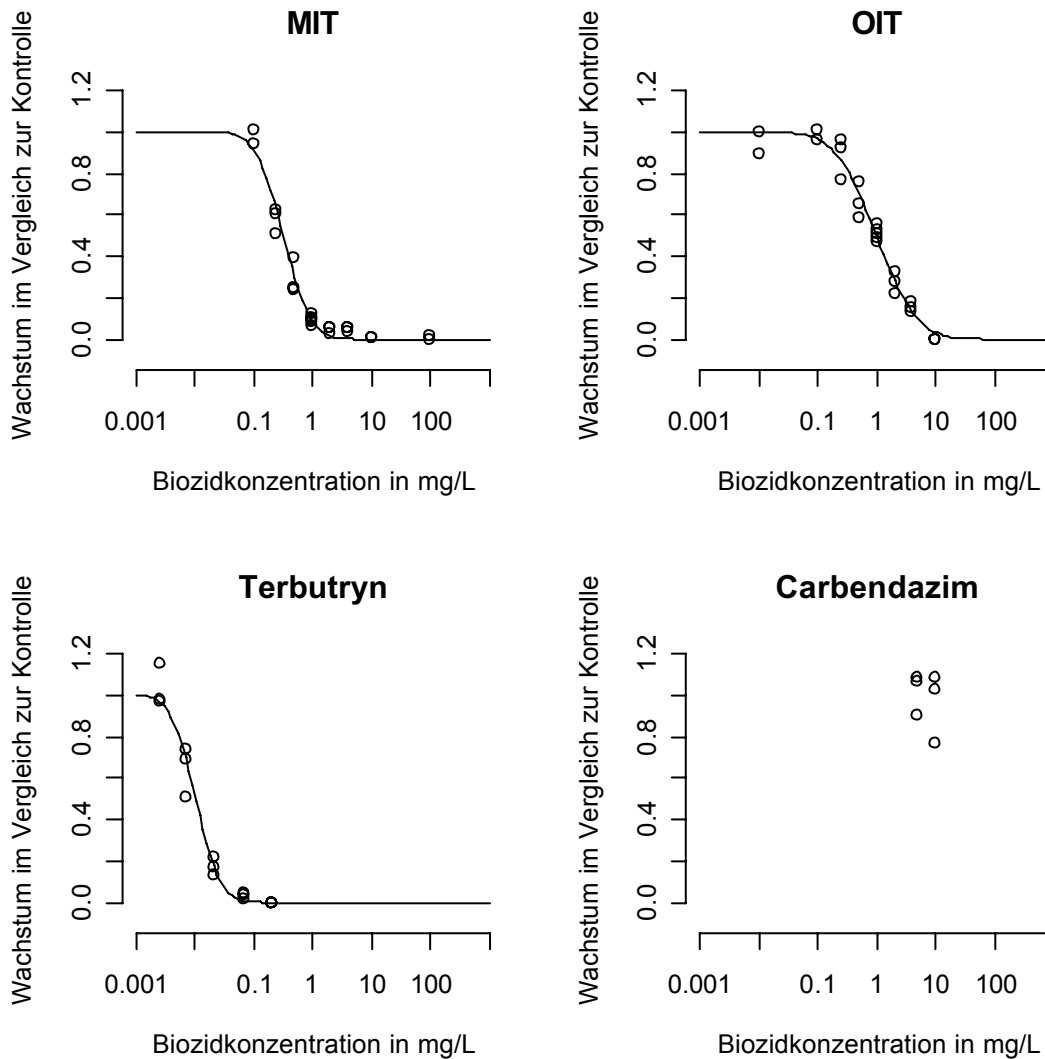 MIT
Wachstum im Vergleich zur Kontrolle
0.0 0.4 0.8 1.2
0.001 0.1 1 10 100
Biozidkonzentration in mg/L
OIT
Wachstum im Vergleich zur Kontrolle
0.0 0.4 0.8 1.2
0.001 0.1 1 10 100
Biozidkonzentration in mg/L
Terbutryn
Wachstum im Vergleich zur Kontrolle
0.0 0.4 0.8 1.2
0.001 0.1 1 10 100
Biozidkonzentration in mg/L
Carbendazim
Wachstum im Vergleich zur Kontrolle
0.0 0.4 0.8 1.2
0.001 0.1 1 10 100
Biozidkonzentration in mg/L